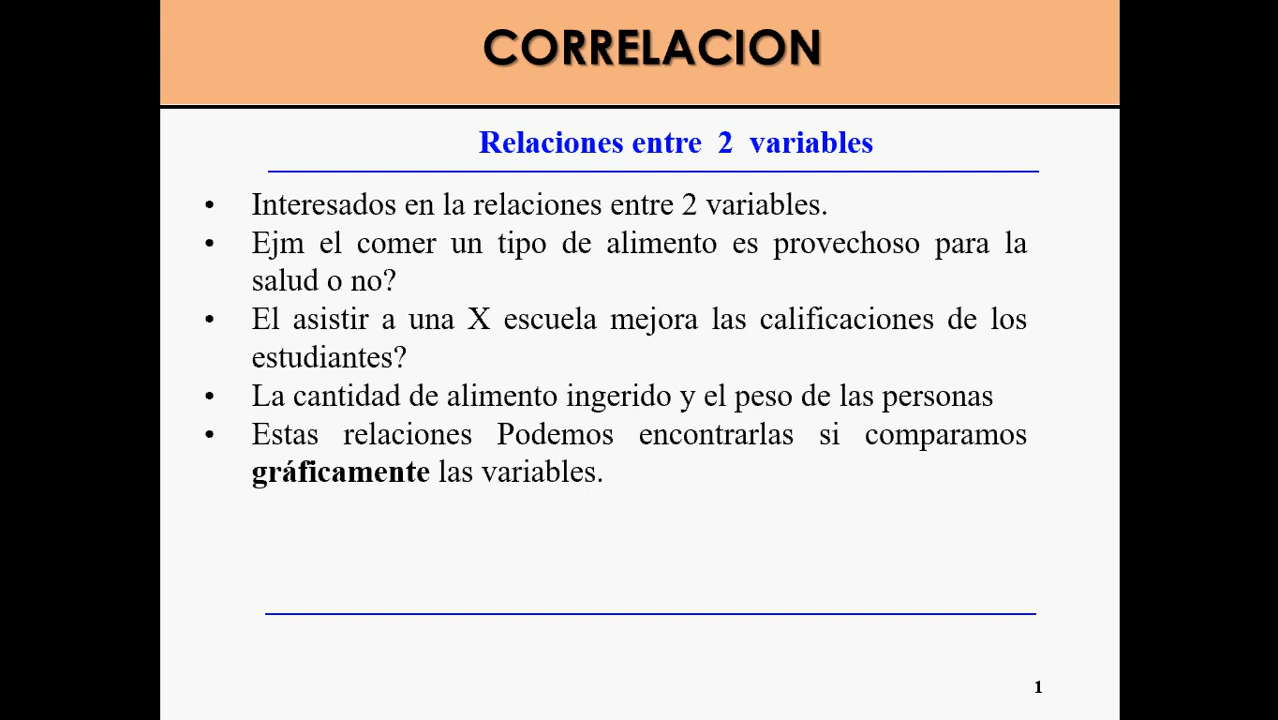 CORRELACION
Relaciones entre 2 variables
• Interesados en la relaciones entre 2 variables.
• Ejm el comer un tipo de alimento es provechoso para la
salud o no?
• El asistir a una X escuela mejora las calificaciones de los
estudiantes?
• La cantidad de alimento ingerido y el peso de las personas
• Estas relaciones Podemos encontrarlas si comparamos
gráficamente las variables.
1